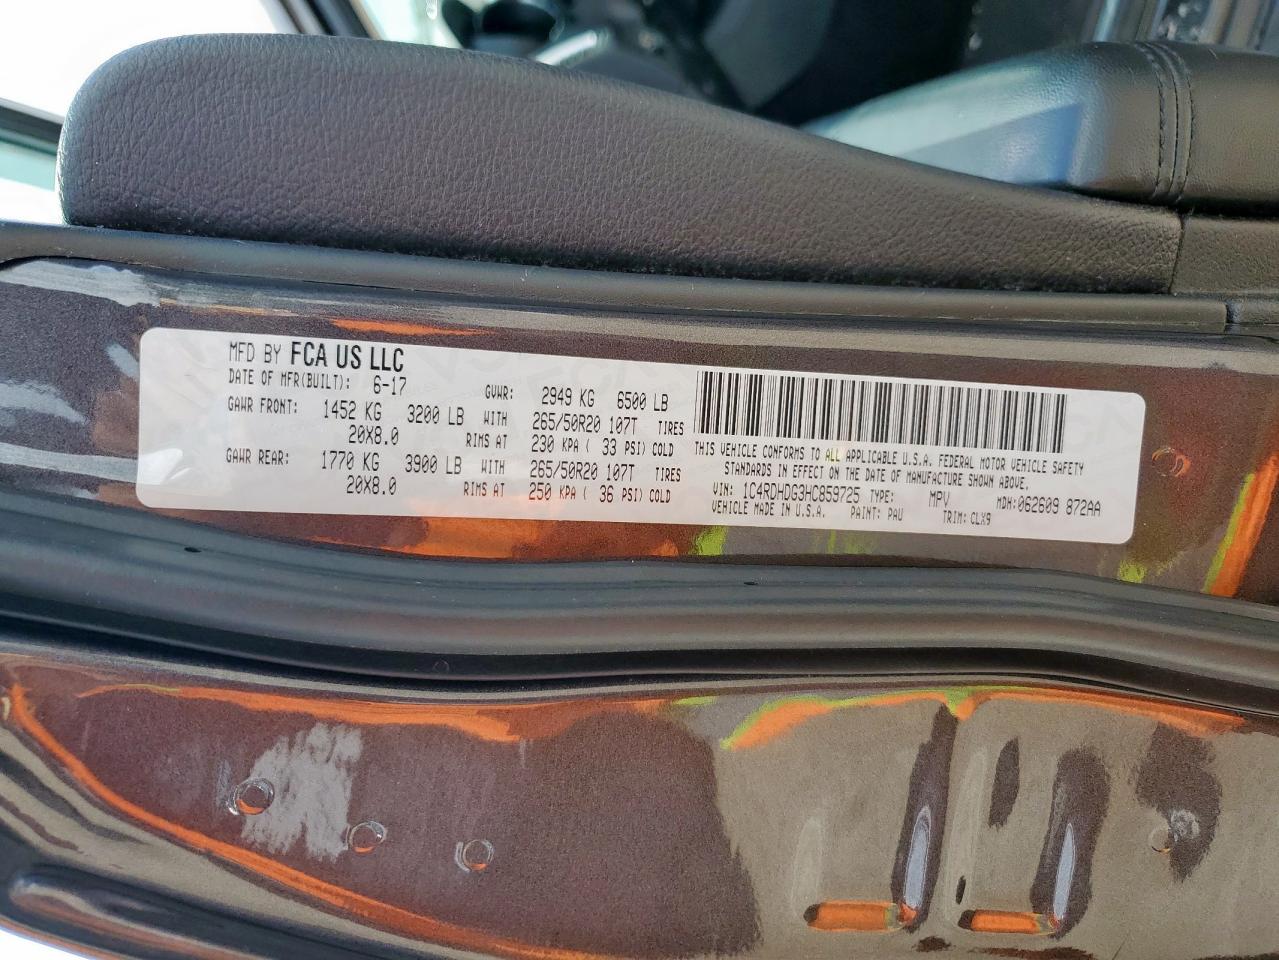 MFD BY FCA US LLC
DATE OF MFR(BUILT): 6-17 GVWR: 2949 KG 6500 LB
GAWR FRONT: 1452 KG 3200 LB WITH 265/50R20 107T TIRES
20X8.0 RIMS AT 230 KPA ( 33 PSI) COLD
GAWR REAR: 1770 KG 3900 LB WITH 265/50R20 107T TIRES
20X8.0 RIMS AT 250 KPA ( 36 PSI) COLD
THIS VEHICLE CONFORMS TO ALL APPLICABLE U.S.A. FEDERAL MOTOR VEHICLE SAFETY
STANDARDS IN EFFECT ON THE DATE OF MANUFACTURE SHOWN ABOVE.
VIN: 1C4RDHDG3HC859725 TYPE: MPV MDH: 062609 872AA
VEHICLE MADE IN U.S.A. PAINT: PAU TRIM: CLX9